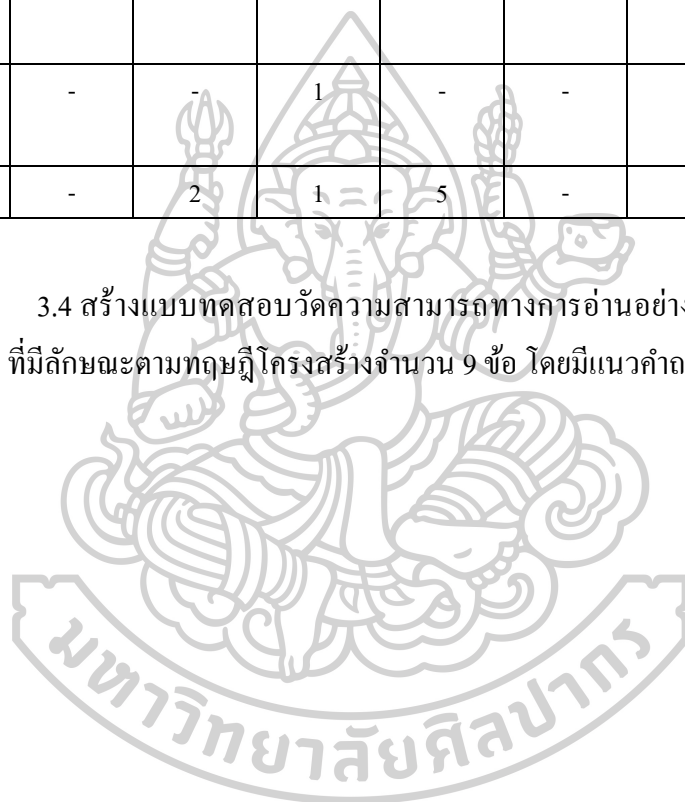 - - 1 - -
- 2 1 5 -
3.4 สร้างแบบทดสอบวัดความสามารถทางการอ่านอย่าง
ที่มีลักษณะตามทฤษฎีโครงสร้างจำนวน 9 ข้อ โดยมีแนวคำถ
มหาวิทยาลัยศิลปากร